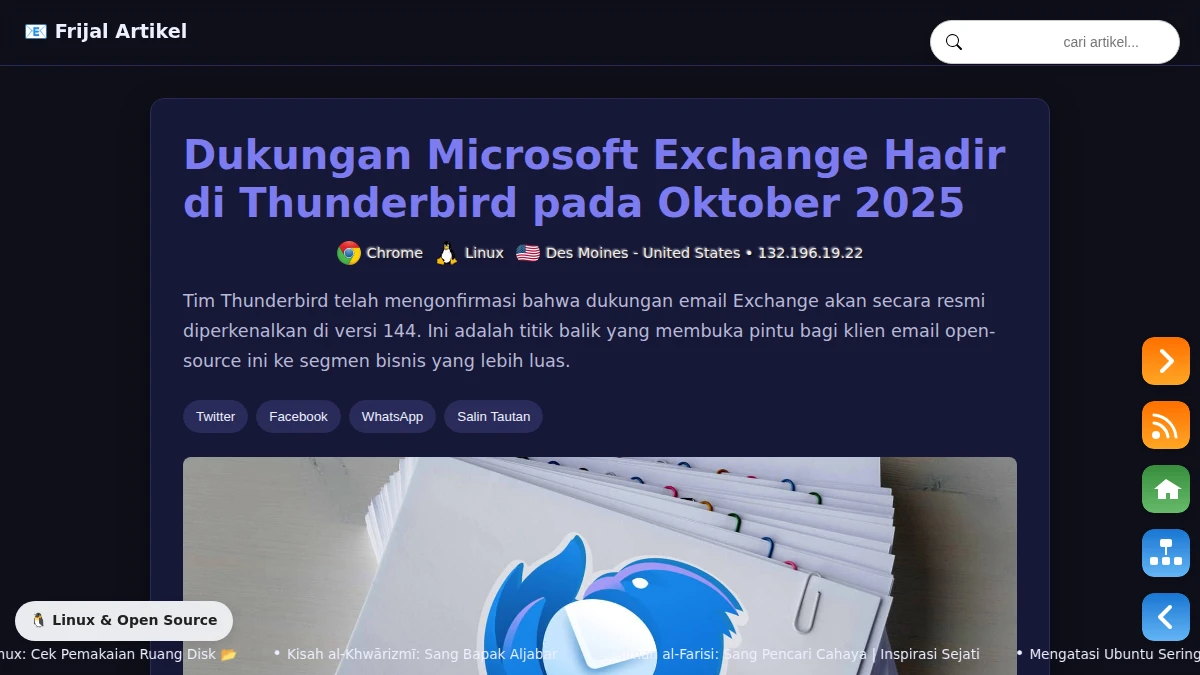 Frijal Artikel
cari artikel...
Dukungan Microsoft Exchange Hadir
di Thunderbird pada Oktober 2025
Chrome Linux Des Moines - United States • 132.196.19.22
Tim Thunderbird telah mengonfirmasi bahwa dukungan email Exchange akan secara resmi
diperkenalkan di versi 144. Ini adalah titik balik yang membuka pintu bagi klien email open-
source ini ke segmen bisnis yang lebih luas.
Twitter Facebook WhatsApp Salin Tautan
Linux & Open Source
Cek Pemakaian Ruang Disk • Kisah al-Khwārizmī: Sang Bapak Aljabar al-Farisi: Sang Pencari Cahaya | Inspirasi Sejati • Mengatasi Ubuntu Sering